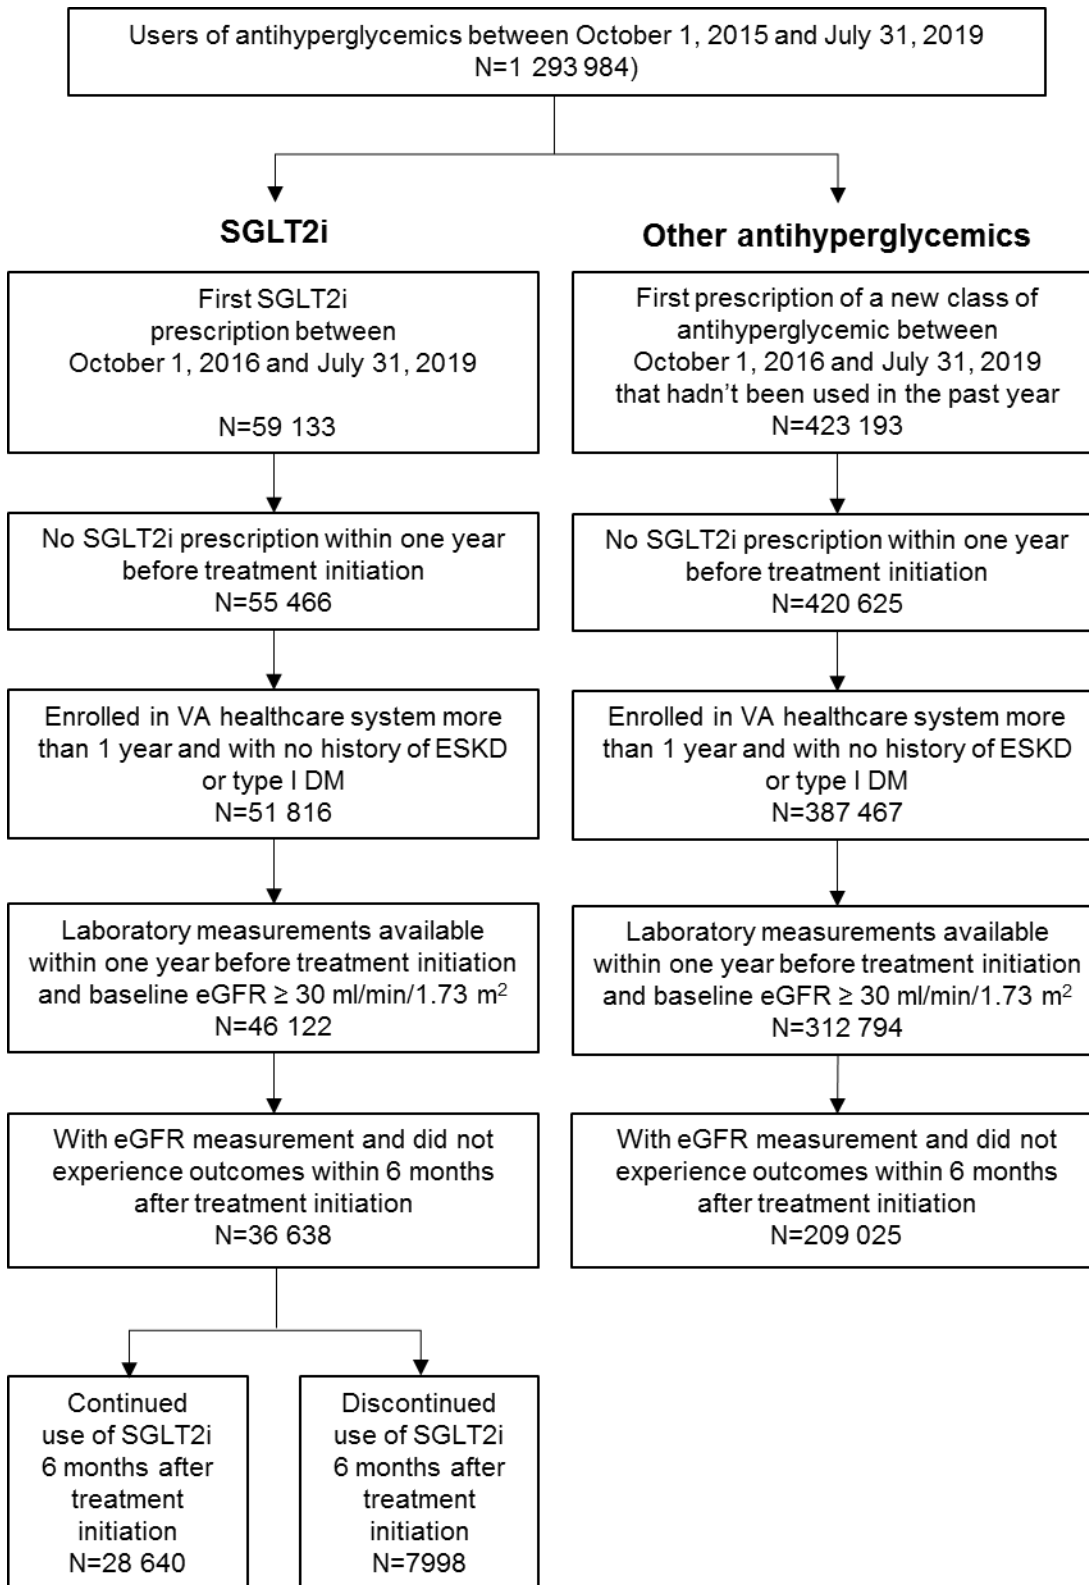 Users of antihyperglycemics between October 1, 2015 and July 31, 2019
N=1 293 984)
SGLT2i
Other antihyperglycemics
First SGLT2i
prescription between
October 1, 2016 and July 31, 2019
N=59 133
First prescription of a new class of
antihyperglycemic between
October 1, 2016 and July 31, 2019
that hadn’t been used in the past year
N=423 193
No SGLT2i prescription within one year
before treatment initiation
N=55 466
No SGLT2i prescription within one year
before treatment initiation
N=420 625
Enrolled in VA healthcare system more
than 1 year and with no history of ESKD
or type I DM
N=51 816
Enrolled in VA healthcare system more
than 1 year and with no history of ESKD
or type I DM
N=387 467
Laboratory measurements available
within one year before treatment initiation
and baseline eGFR ≥ 30 ml/min/1.73 m²
N=46 122
Laboratory measurements available
within one year before treatment initiation
and baseline eGFR ≥ 30 ml/min/1.73 m²
N=312 794
With eGFR measurement and did not
experience outcomes within 6 months
after treatment initiation
N=36 638
With eGFR measurement and did not
experience outcomes within 6 months
after treatment initiation
N=209 025
Continued
use of SGLT2i
6 months after
treatment
initiation
N=28 640
Discontinued
use of SGLT2i
6 months after
treatment
initiation
N=7998